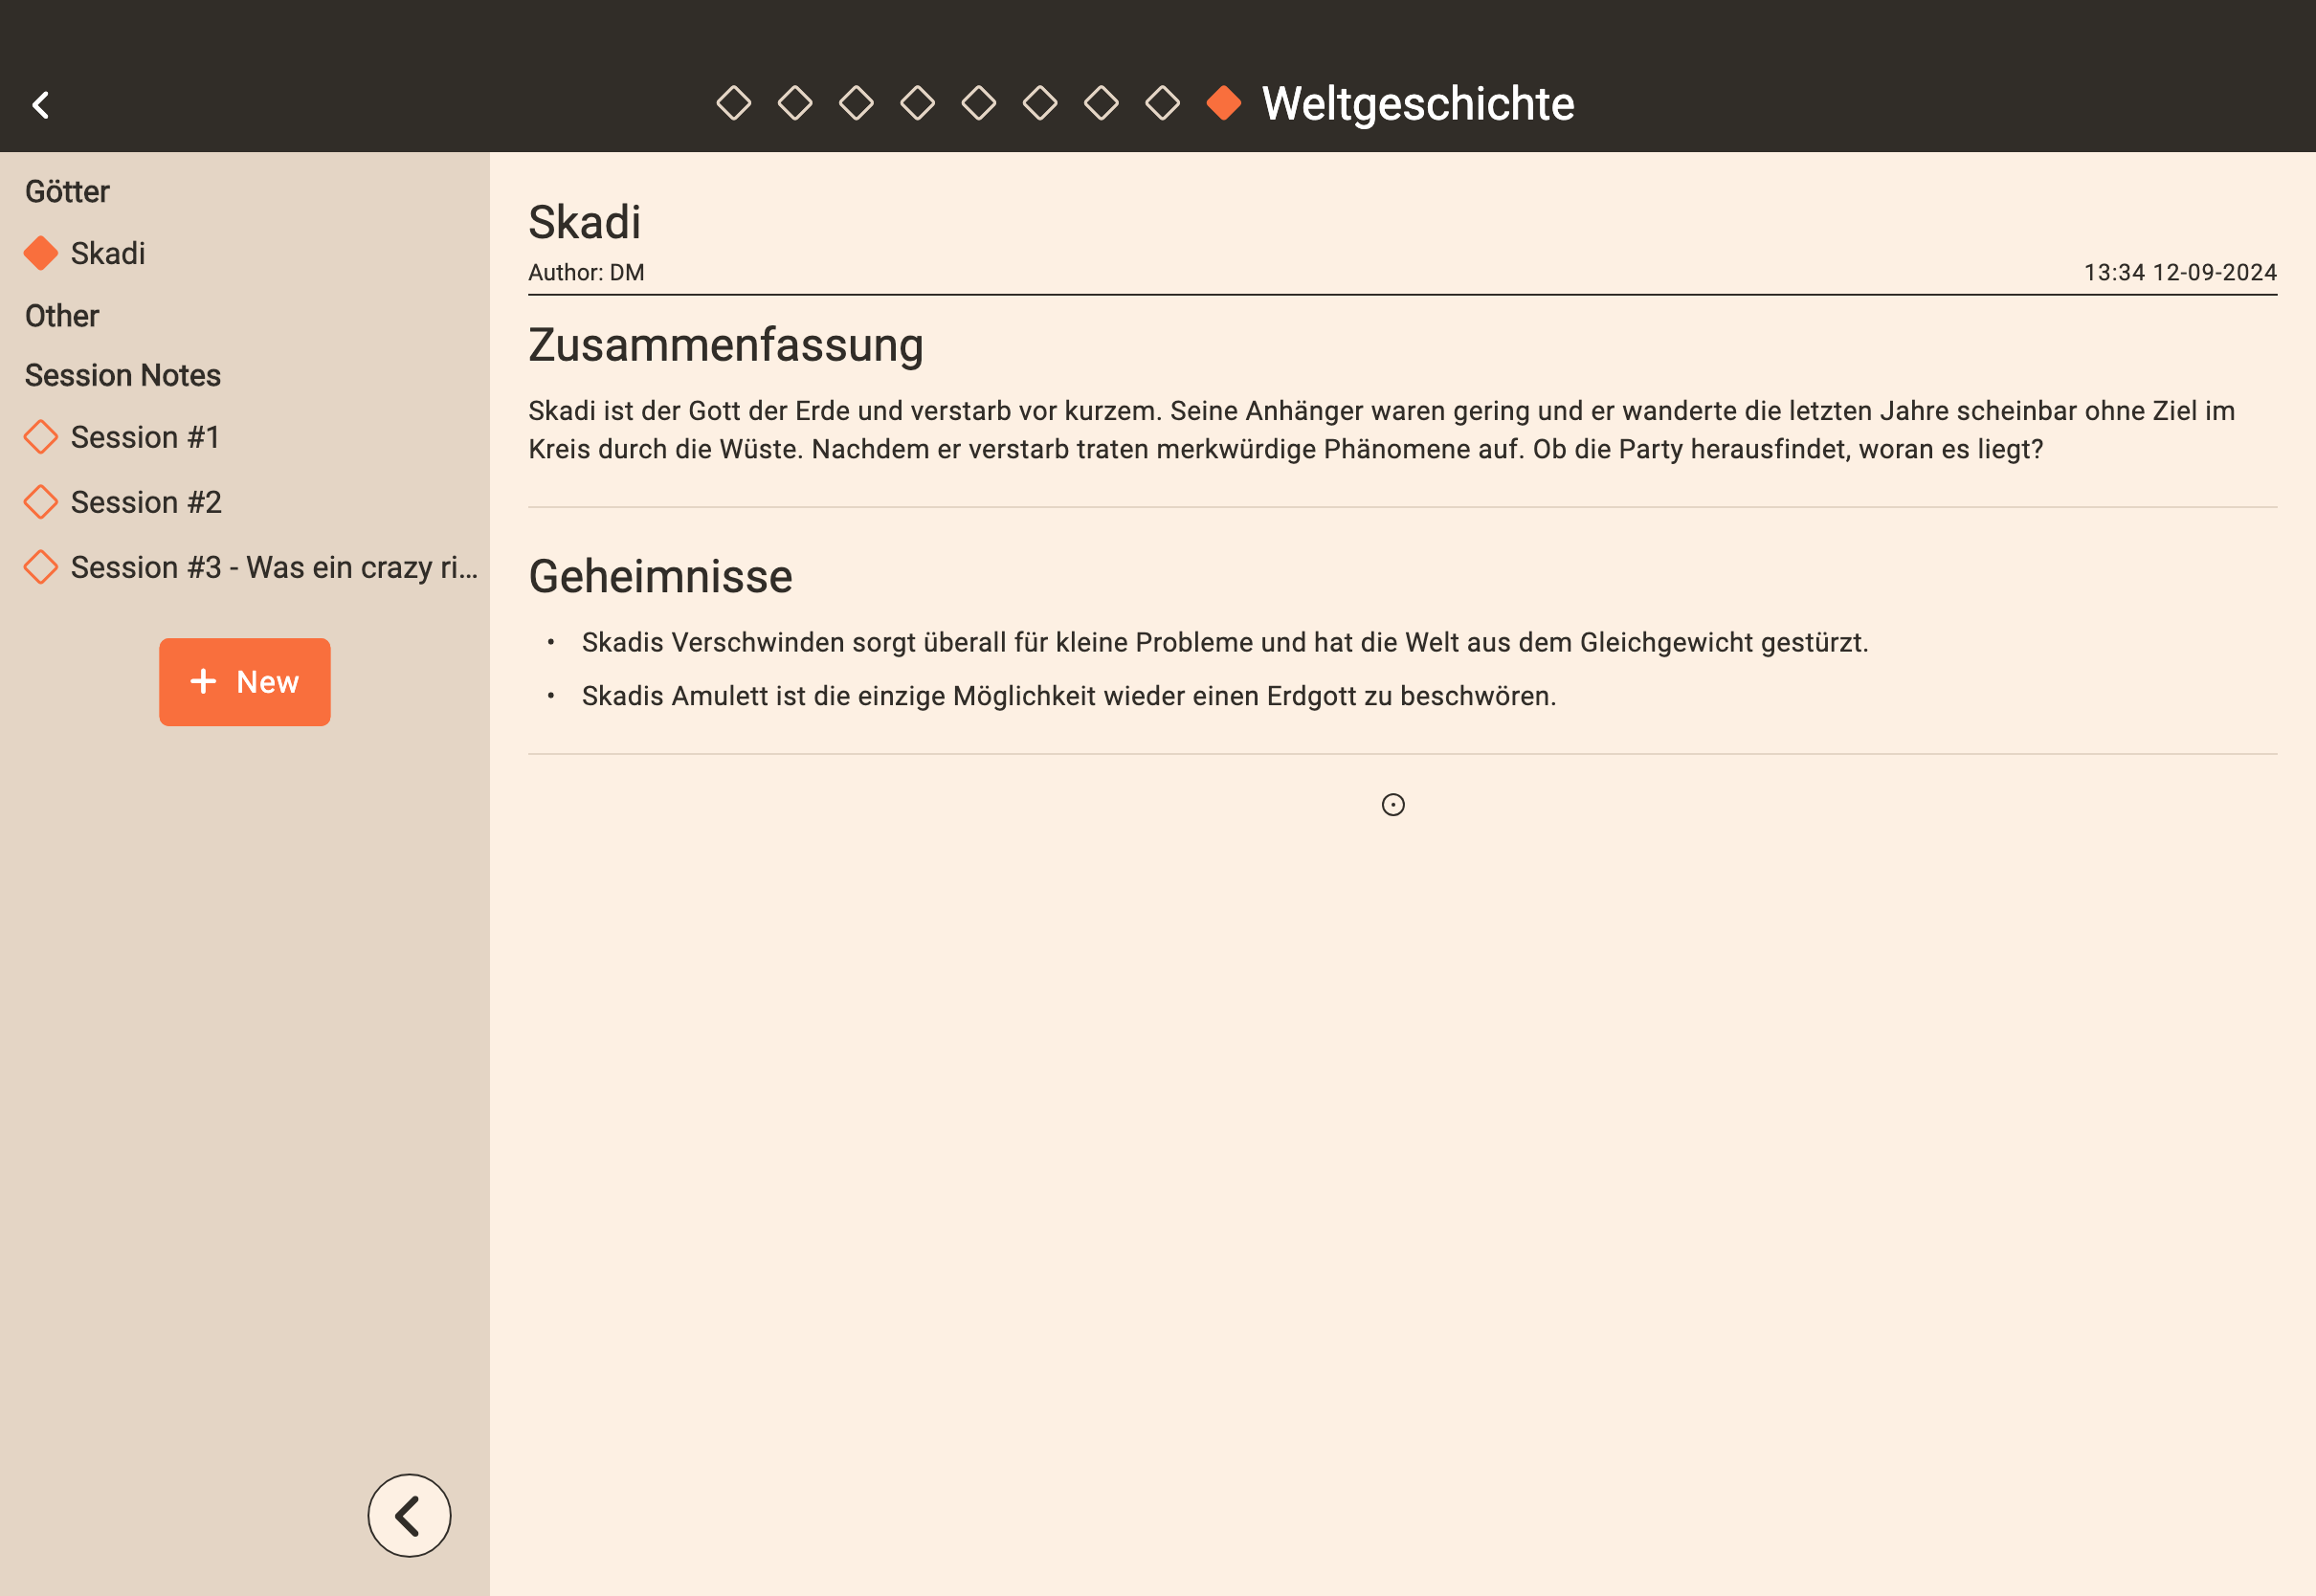 Weltgeschichte
Götter
Skadi
Other
Session Notes
Session #1
Session #2
Session #3 - Was ein crazy ri...
+ New
Skadi
Author: DM
13:34 12-09-2024
Zusammenfassung
Skadi ist der Gott der Erde und verstarb vor kurzem. Seine Anhänger waren gering und er wanderte die letzten Jahre scheinbar ohne Ziel im
Kreis durch die Wüste. Nachdem er verstarb traten merkwürdige Phänomene auf. Ob die Party herausfindet, woran es liegt?
Geheimnisse
• Skadis Verschwinden sorgt überall für kleine Probleme und hat die Welt aus dem Gleichgewicht gestürzt.
• Skadis Amulett ist die einzige Möglichkeit wieder einen Erdgott zu beschwören.